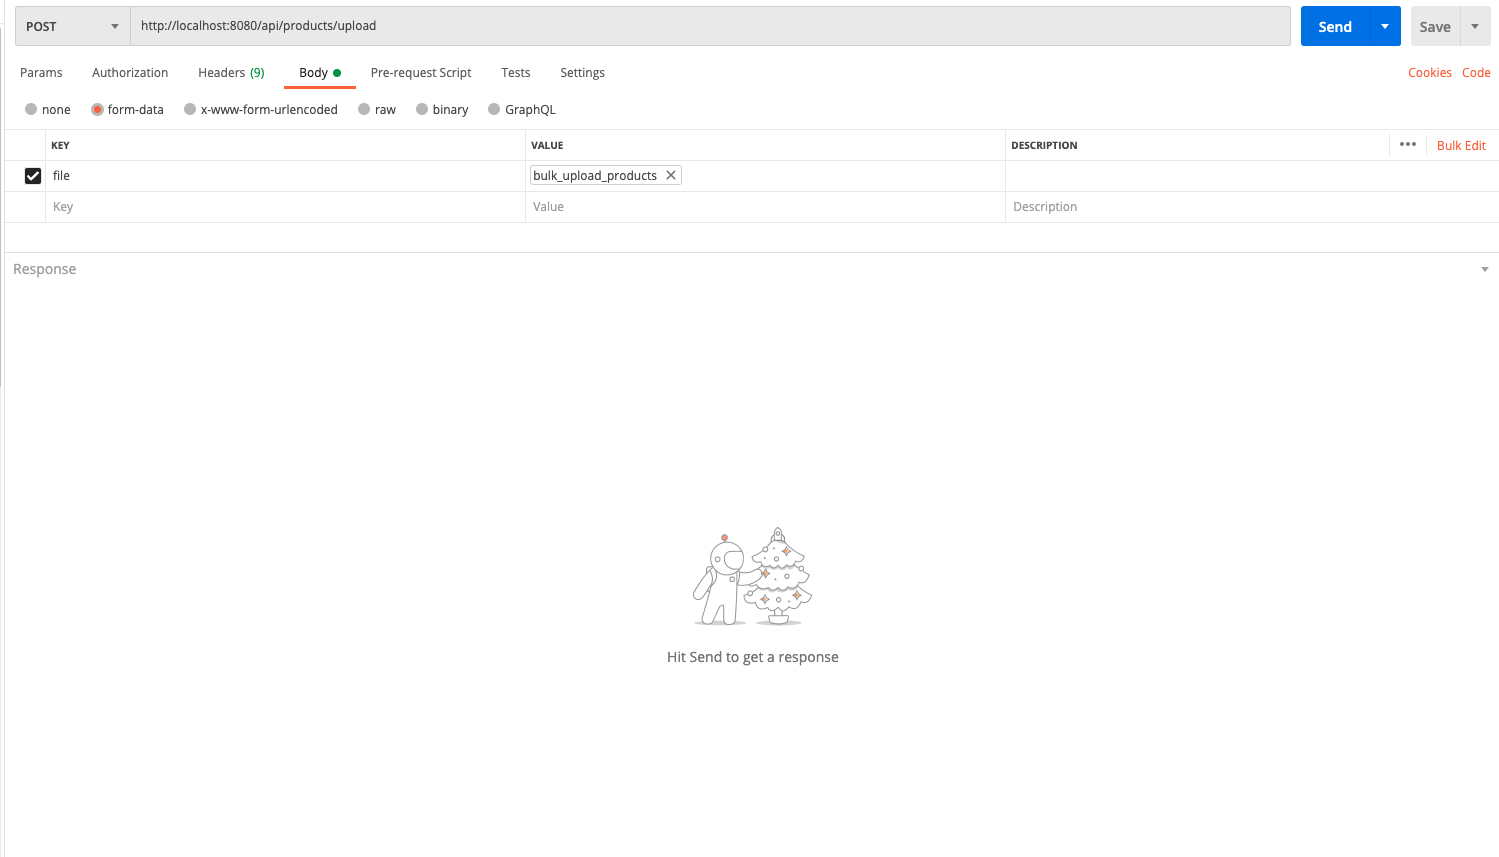 POST http://localhost:8080/api/products/upload Send Save
Params Authorization Headers (9) Body Pre-request Script Tests Settings Cookies Code
none form-data x-www-form-urlencoded raw binary GraphQL
KEY VALUE DESCRIPTION ••• Bulk Edit
file bulk_upload_products
Key Value Description
Response
Hit Send to get a response